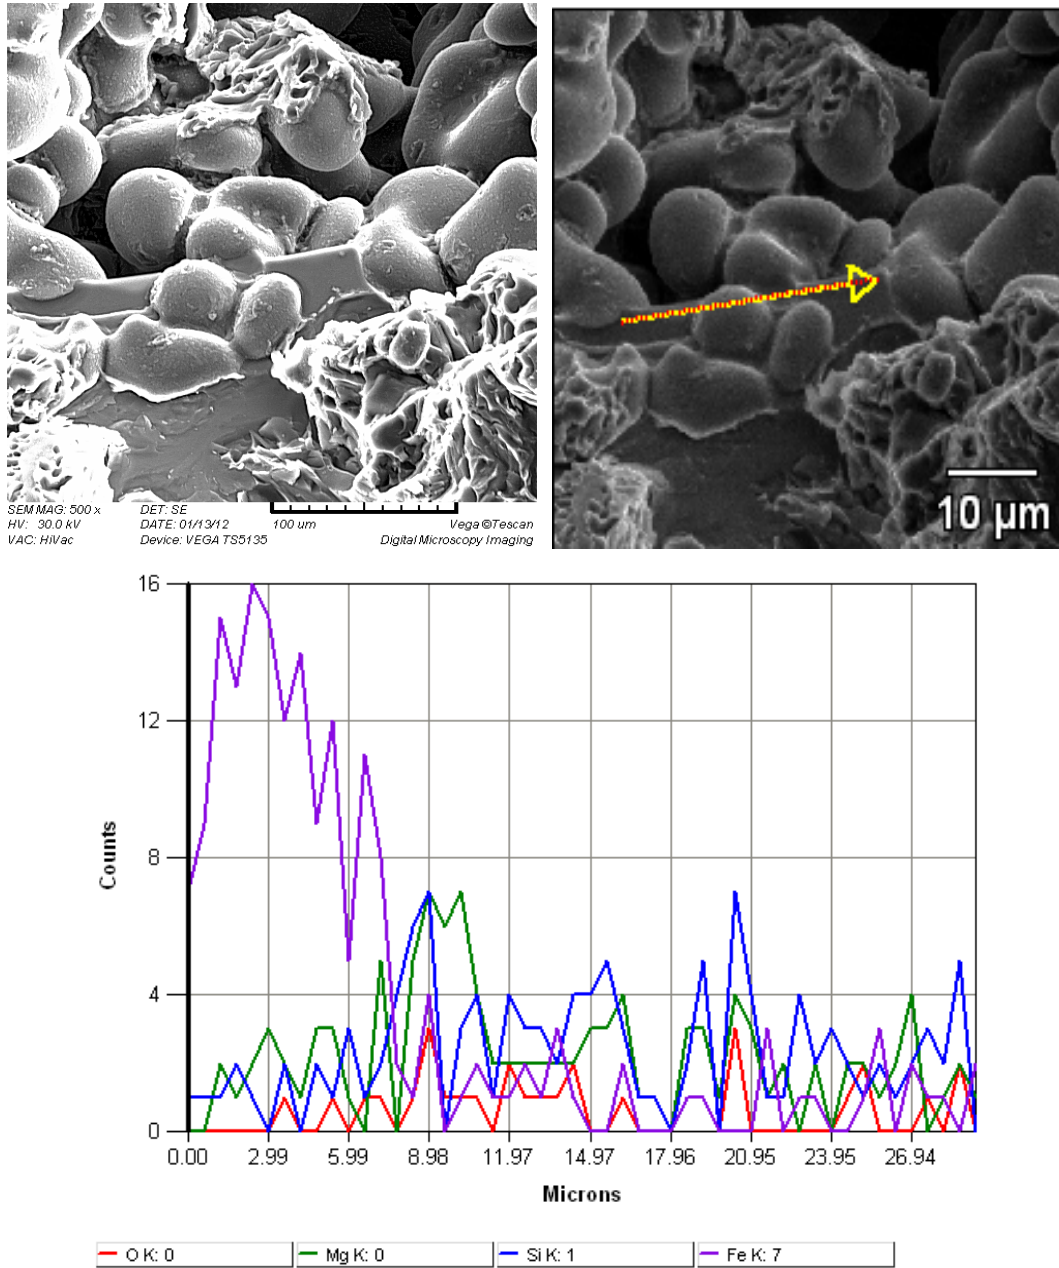 SEM MAG: 500 x DET: SE
HV: 30.0 kV DATE: 01/13/12 100 um Vega ©Tescan
VAC: HiVac Device: VEGA TS5135 Digital Microscopy Imaging
10 µm
16
12
8
4
0
Counts
0.00 2.99 5.99 8.98 11.97 14.97 17.96 20.95 23.95 26.94
Microns
O K: 0 Mg K: 0 Si K: 1 Fe K: 7